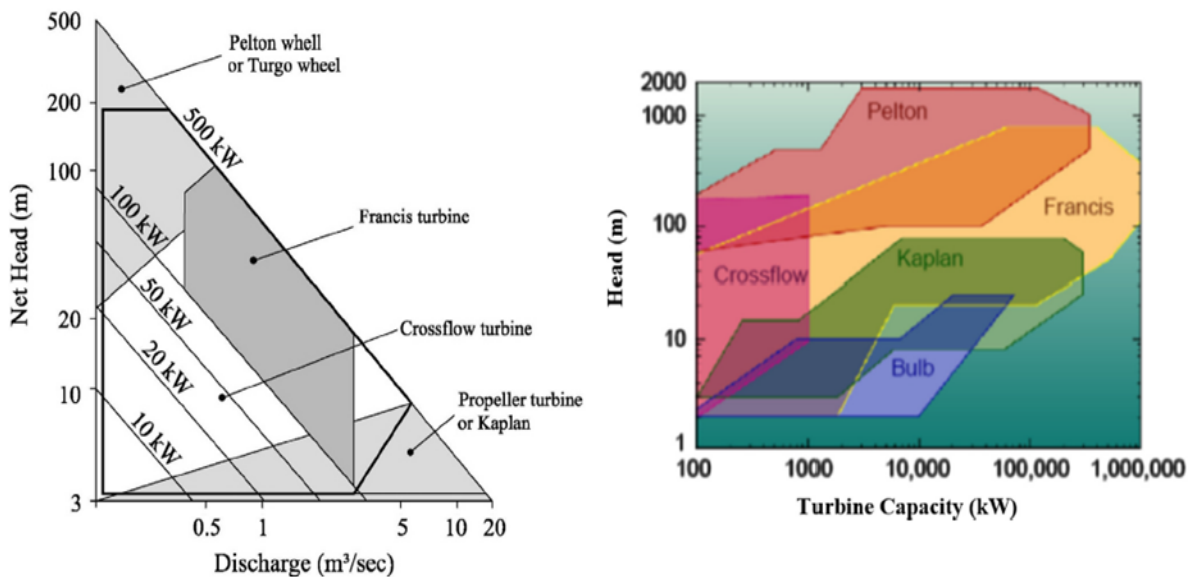 500
200
100
20
10
3
Net Head (m)
0.5
1
5
10
20
Discharge (m³/sec)
Pelton whell
or Turgo wheel
500 kW
100 kW
50 kW
20 kW
10 kW
Francis turbine
Crossflow turbine
Propeller turbine
or Kaplan
2000
1000
100
10
1
Head (m)
Pelton
Francis
Crossflow
Kaplan
Bulb
100
1000
10,000
100,000
1,000,000
Turbine Capacity (kW)